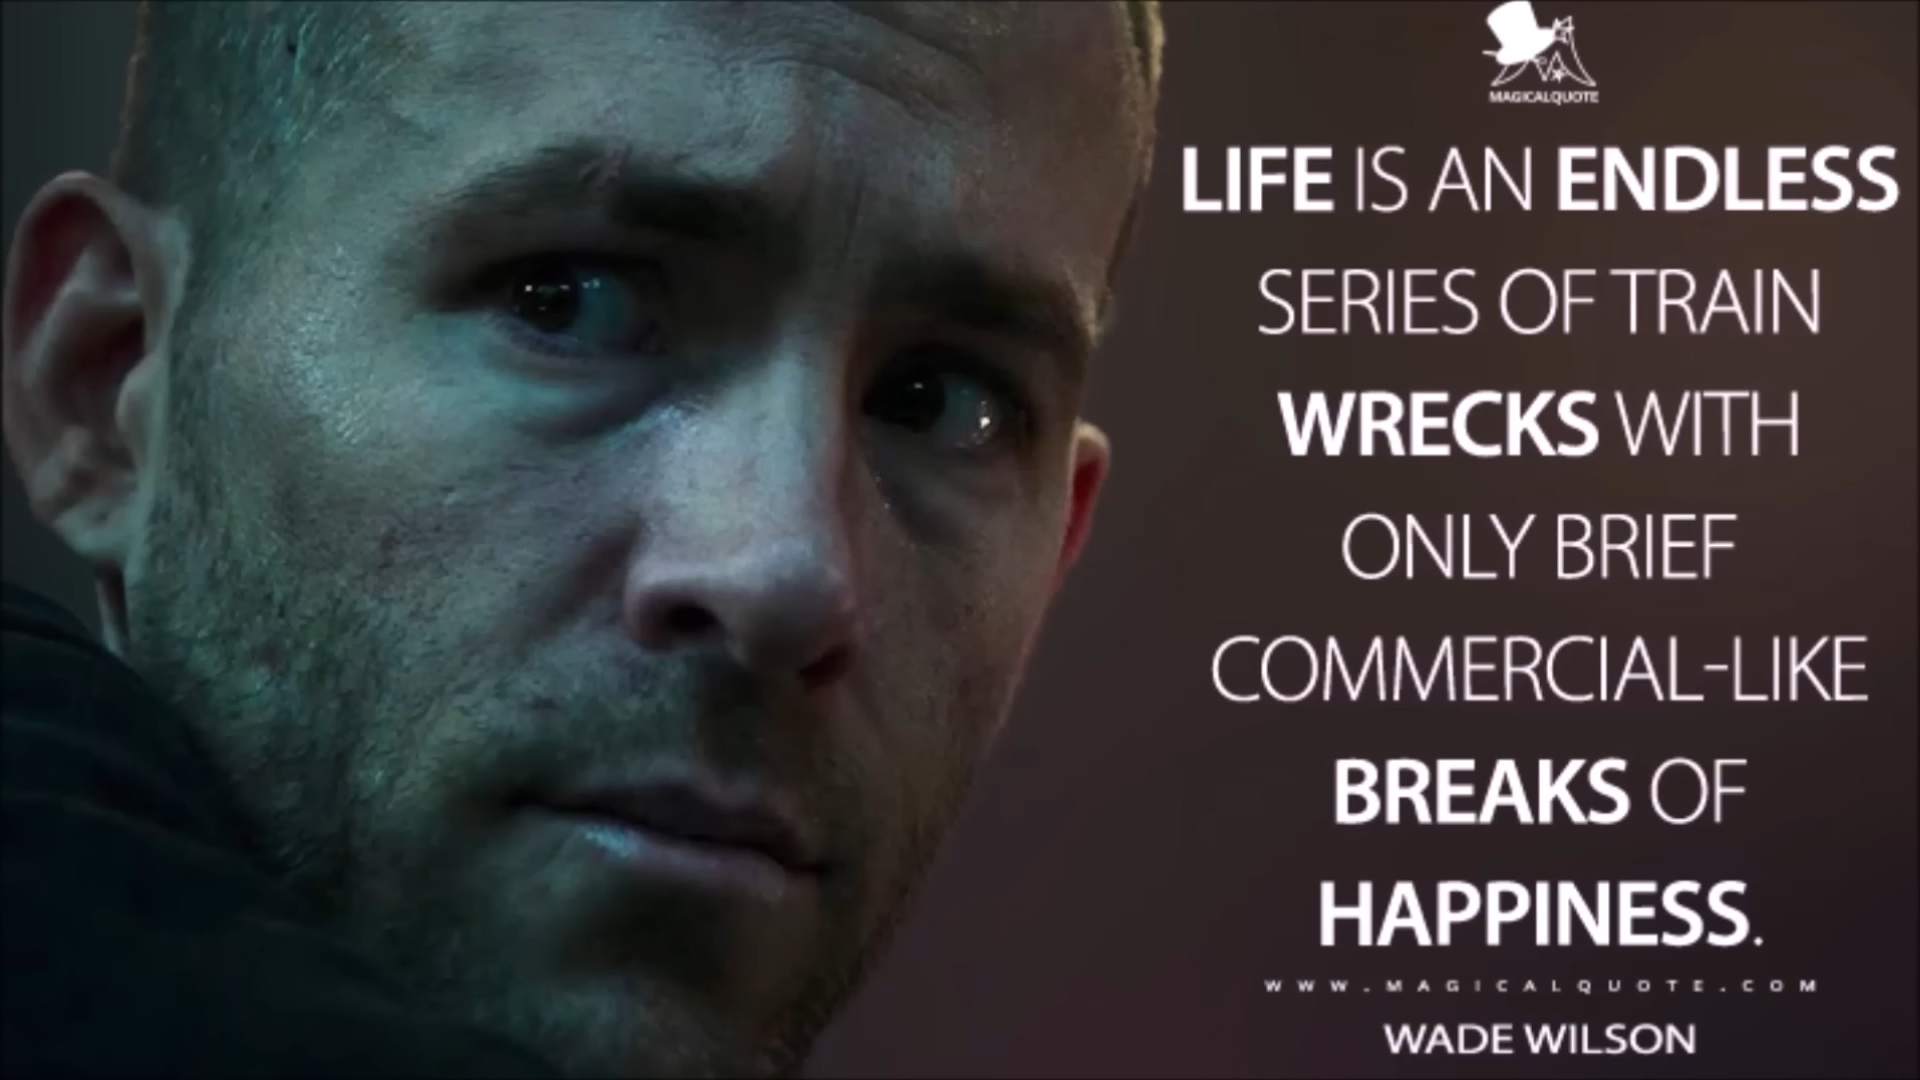 MAGICALQUOTE
LIFE IS AN ENDLESS
SERIES OF TRAIN
WRECKS WITH
ONLY BRIEF
COMMERCIAL-LIKE
BREAKS OF
HAPPINESS.
WWW.MAGICALQUOTE.COM
WADE WILSON